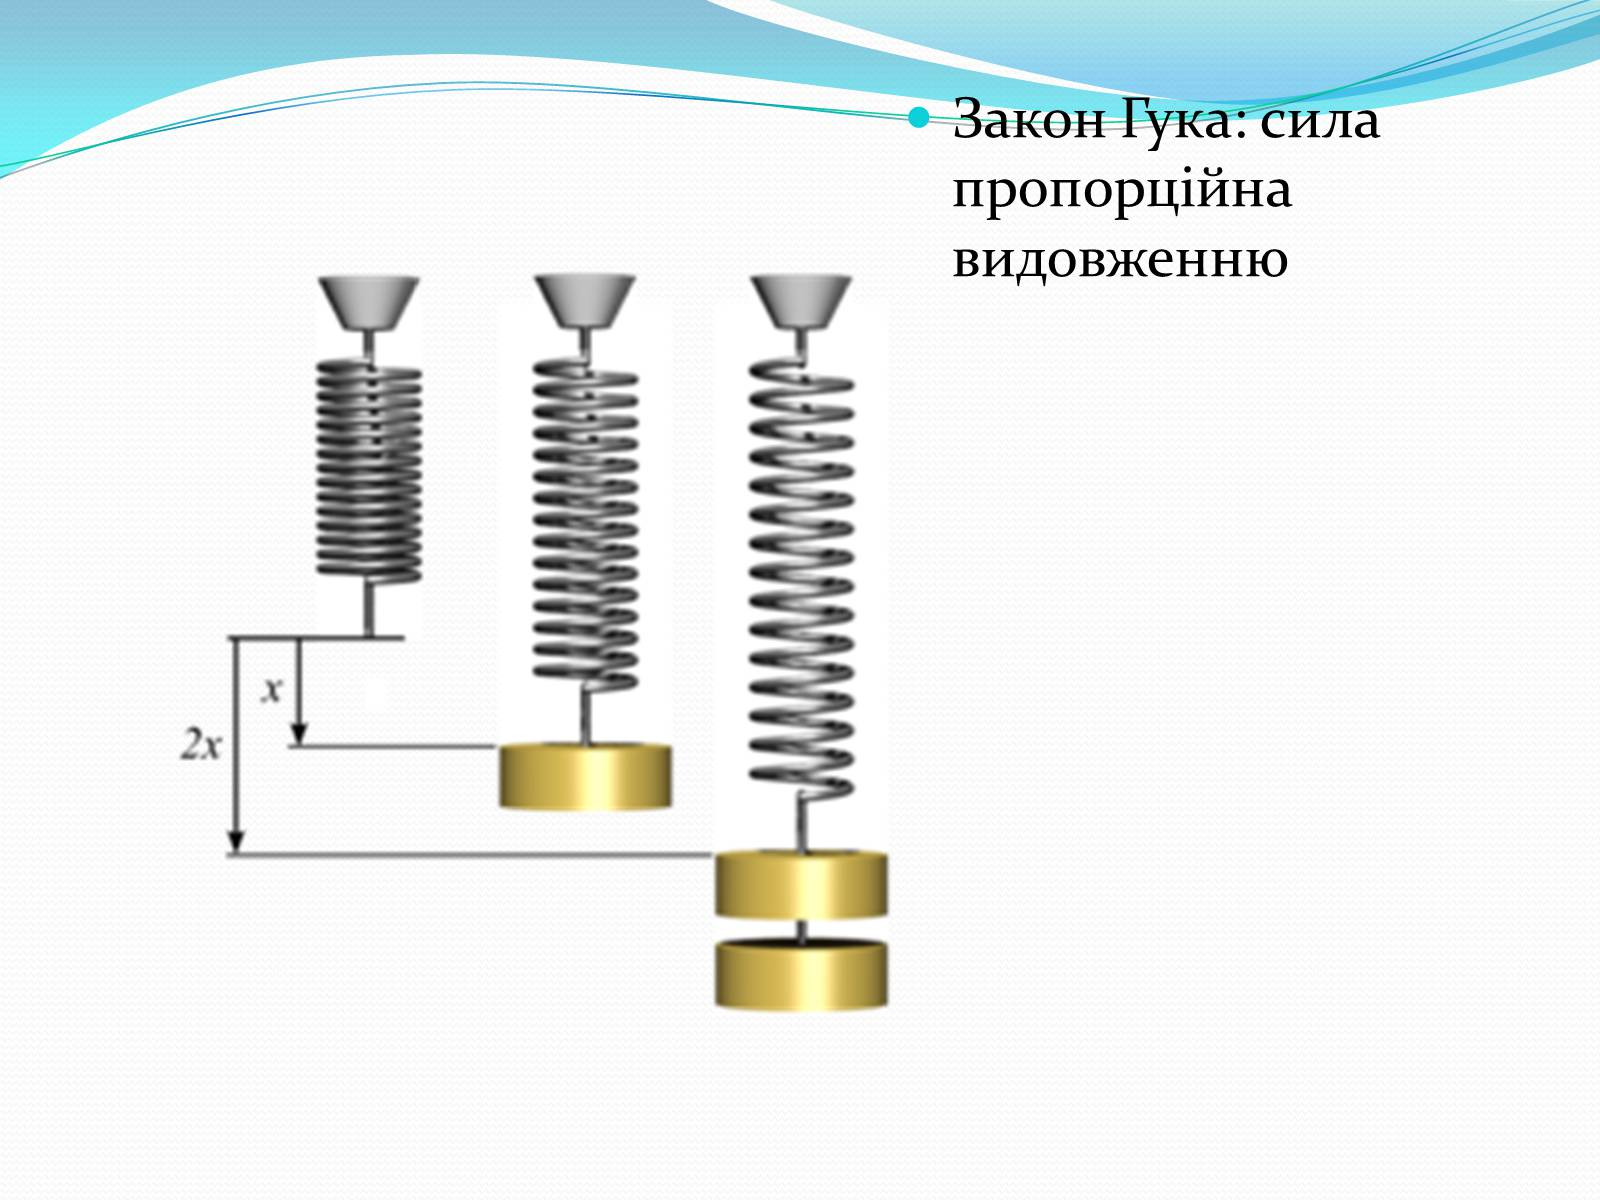 Закон Гука: сила
пропорційна
видовженню
x
2x